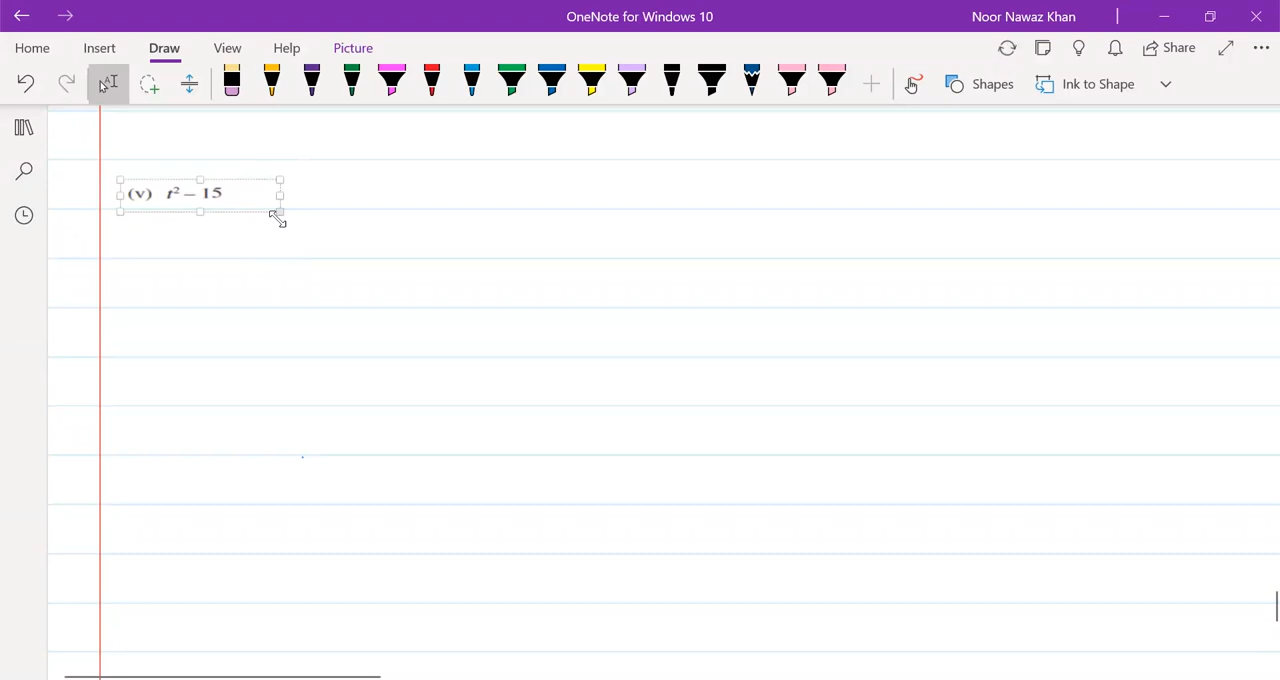 OneNote for Windows 10
Noor Nawaz Khan
Home Insert Draw View Help Picture
Share
Shapes
Ink to Shape
(v) t² – 15